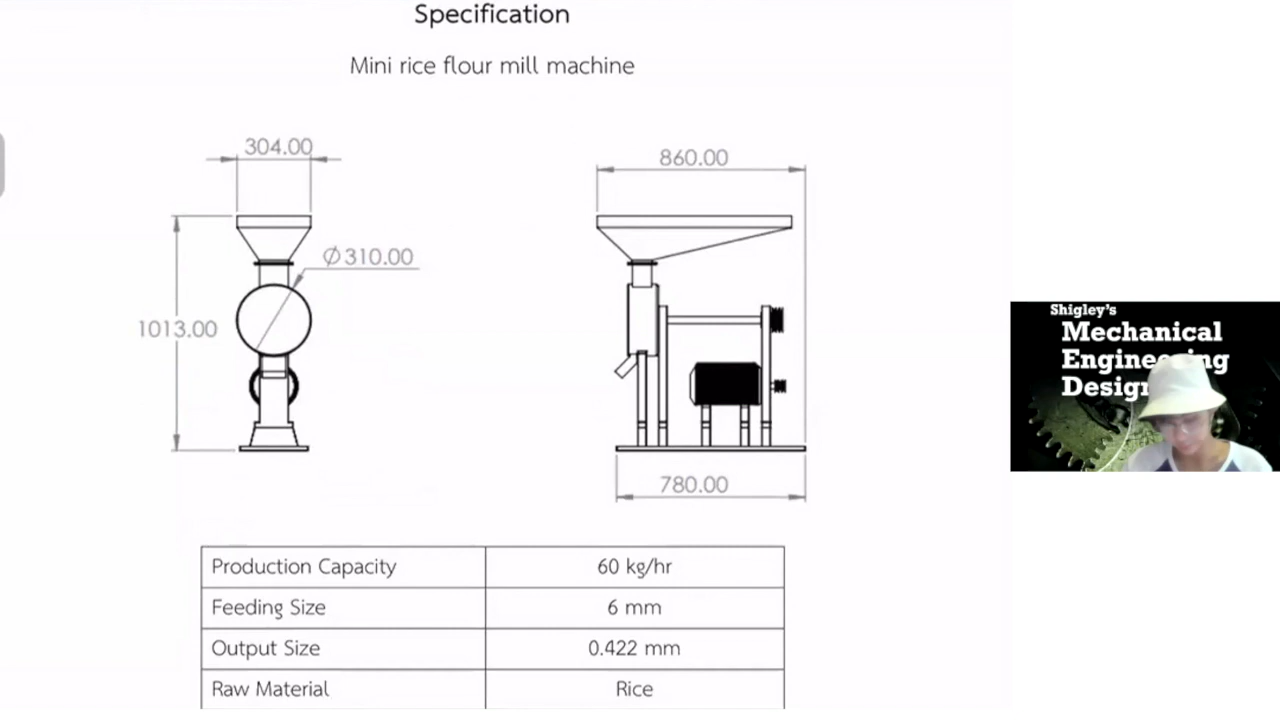 Specification
Mini rice flour mill machine
304.00
860.00
Ø310.00
1013.00
780.00
Production Capacity 60 kg/hr
Feeding Size 6 mm
Output Size 0.422 mm
Raw Material Rice
Shigley's
Mechanical
Engineering
Design